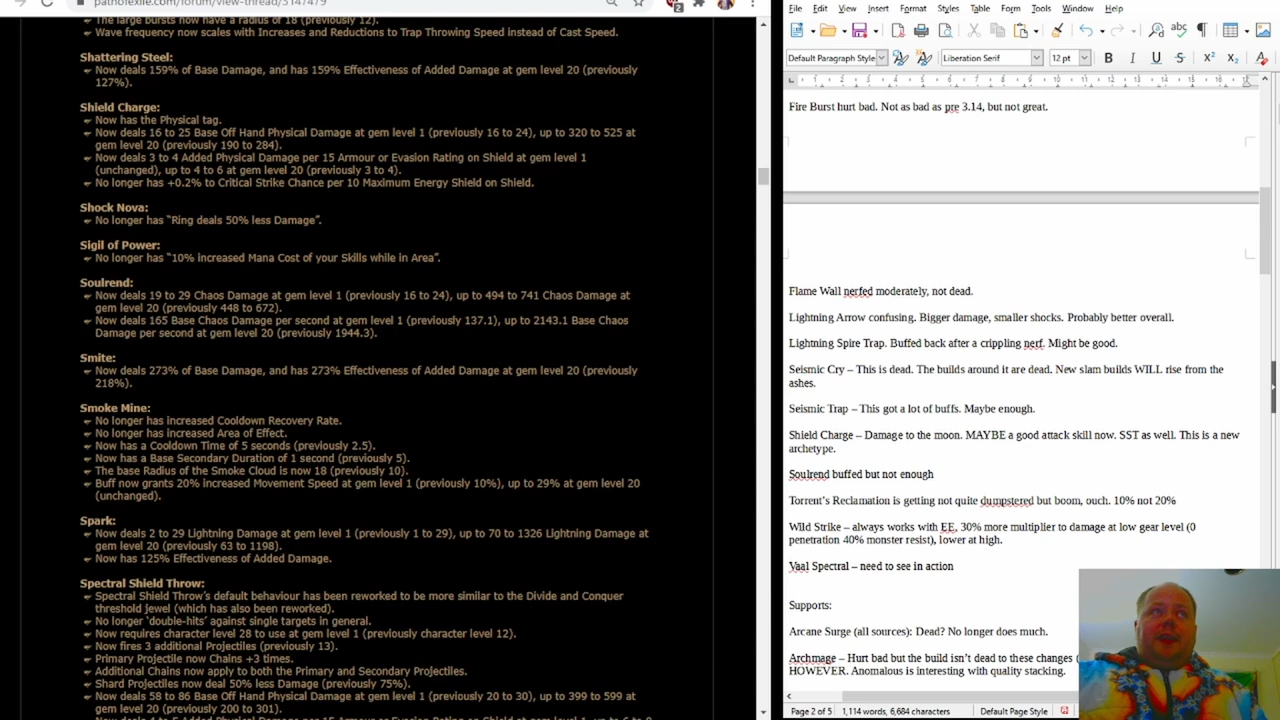 pathofexile.com/forum/view-thread/3147479
The large bursts now have a radius of 18 (previously 12).
Wave frequency now scales with Increases and Reductions to Trap Throwing Speed instead of Cast Speed.
Shattering Steel:
Now deals 159% of Base Damage, and has 159% Effectiveness of Added Damage at gem level 20 (previously
127%).
Shield Charge:
Now has the Physical tag.
Now deals 16 to 25 Base Off Hand Physical Damage at gem level 1 (previously 16 to 24), up to 320 to 525 at
gem level 20 (previously 190 to 284).
Now deals 3 to 4 Added Physical Damage per 15 Armour or Evasion Rating on Shield at gem level 1
(unchanged), up to 4 to 6 at gem level 20 (previously 3 to 4).
No longer has +0.2% to Critical Strike Chance per 10 Maximum Energy Shield on Shield.
Shock Nova:
No longer has “Ring deals 50% less Damage”.
Sigil of Power:
No longer has “10% increased Mana Cost of your Skills while in Area”.
Soulrend:
Now deals 19 to 29 Chaos Damage at gem level 1 (previously 16 to 24), up to 494 to 741 Chaos Damage at
gem level 20 (previously 448 to 672).
Now deals 165 Base Chaos Damage per second at gem level 1 (previously 137.1), up to 2143.1 Base Chaos
Damage per second at gem level 20 (previously 1944.3).
Smite:
Now deals 273% of Base Damage, and has 273% Effectiveness of Added Damage at gem level 20 (previously
218%).
Smoke Mine:
No longer has increased Cooldown Recovery Rate.
No longer has increased Area of Effect.
Now has a Cooldown Time of 5 seconds (previously 2.5).
Now has a Base Secondary Duration of 1 second (previously 5).
The base Radius of the Smoke Cloud is now 18 (previously 10).
Buff now grants 20% increased Movement Speed at gem level 1 (previously 10%), up to 29% at gem level 20
(unchanged).
Spark:
Now deals 2 to 29 Lightning Damage at gem level 1 (previously 1 to 29), up to 70 to 1326 Lightning Damage at
gem level 20 (previously 63 to 1198).
Now has 125% Effectiveness of Added Damage.
Spectral Shield Throw:
Spectral Shield Throw's default behaviour has been reworked to be more similar to the Divide and Conquer
threshold jewel (which has also been reworked).
No longer 'double-hits' against single targets in general.
Now requires character level 28 to use at gem level 1 (previously character level 12).
Now fires 3 additional Projectiles (previously 13).
Primary Projectile now Chains +3 times.
Additional Chains now apply to both the Primary and Secondary Projectiles.
Shard Projectiles now deal 50% less Damage (previously 75%).
Now deals 58 to 86 Base Off Hand Physical Damage at gem level 1 (previously 20 to 30), up to 399 to 599 at
gem level 20 (previously 200 to 301).
File Edit View Insert Format Styles Table Form Tools Window Help
Default Paragraph Style Liberation Serif 12 pt B I U S X² X₂ A
Fire Burst hurt bad. Not as bad as pre 3.14, but not great.
Flame Wall nerfed moderately, not dead.
Lightning Arrow confusing. Bigger damage, smaller shocks. Probably better overall.
Lightning Spire Trap. Buffed back after a crippling nerf. Might be good.
Seismic Cry – This is dead. The builds around it are dead. New slam builds WILL rise from the
ashes.
Seismic Trap – This got a lot of buffs. Maybe enough.
Shield Charge – Damage to the moon. MAYBE a good attack skill now. SST as well. This is a new
archetype.
Soulrend buffed but not enough
Torrent’s Reclamation is getting not quite dumpstered but boom, ouch. 10% not 20%
Wild Strike – always works with EE, 30% more multiplier to damage at low gear level (0
penetration 40% monster resist), lower at high.
Vaal Spectral – need to see in action
Supports:
Arcane Surge (all sources): Dead? No longer does much.
Archmage – Hurt bad but the build isn’t dead to these changes (
HOWEVER. Anomalous is interesting with quality stacking.
Page 2 of 5 1,114 words, 6,684 characters Default Page Style